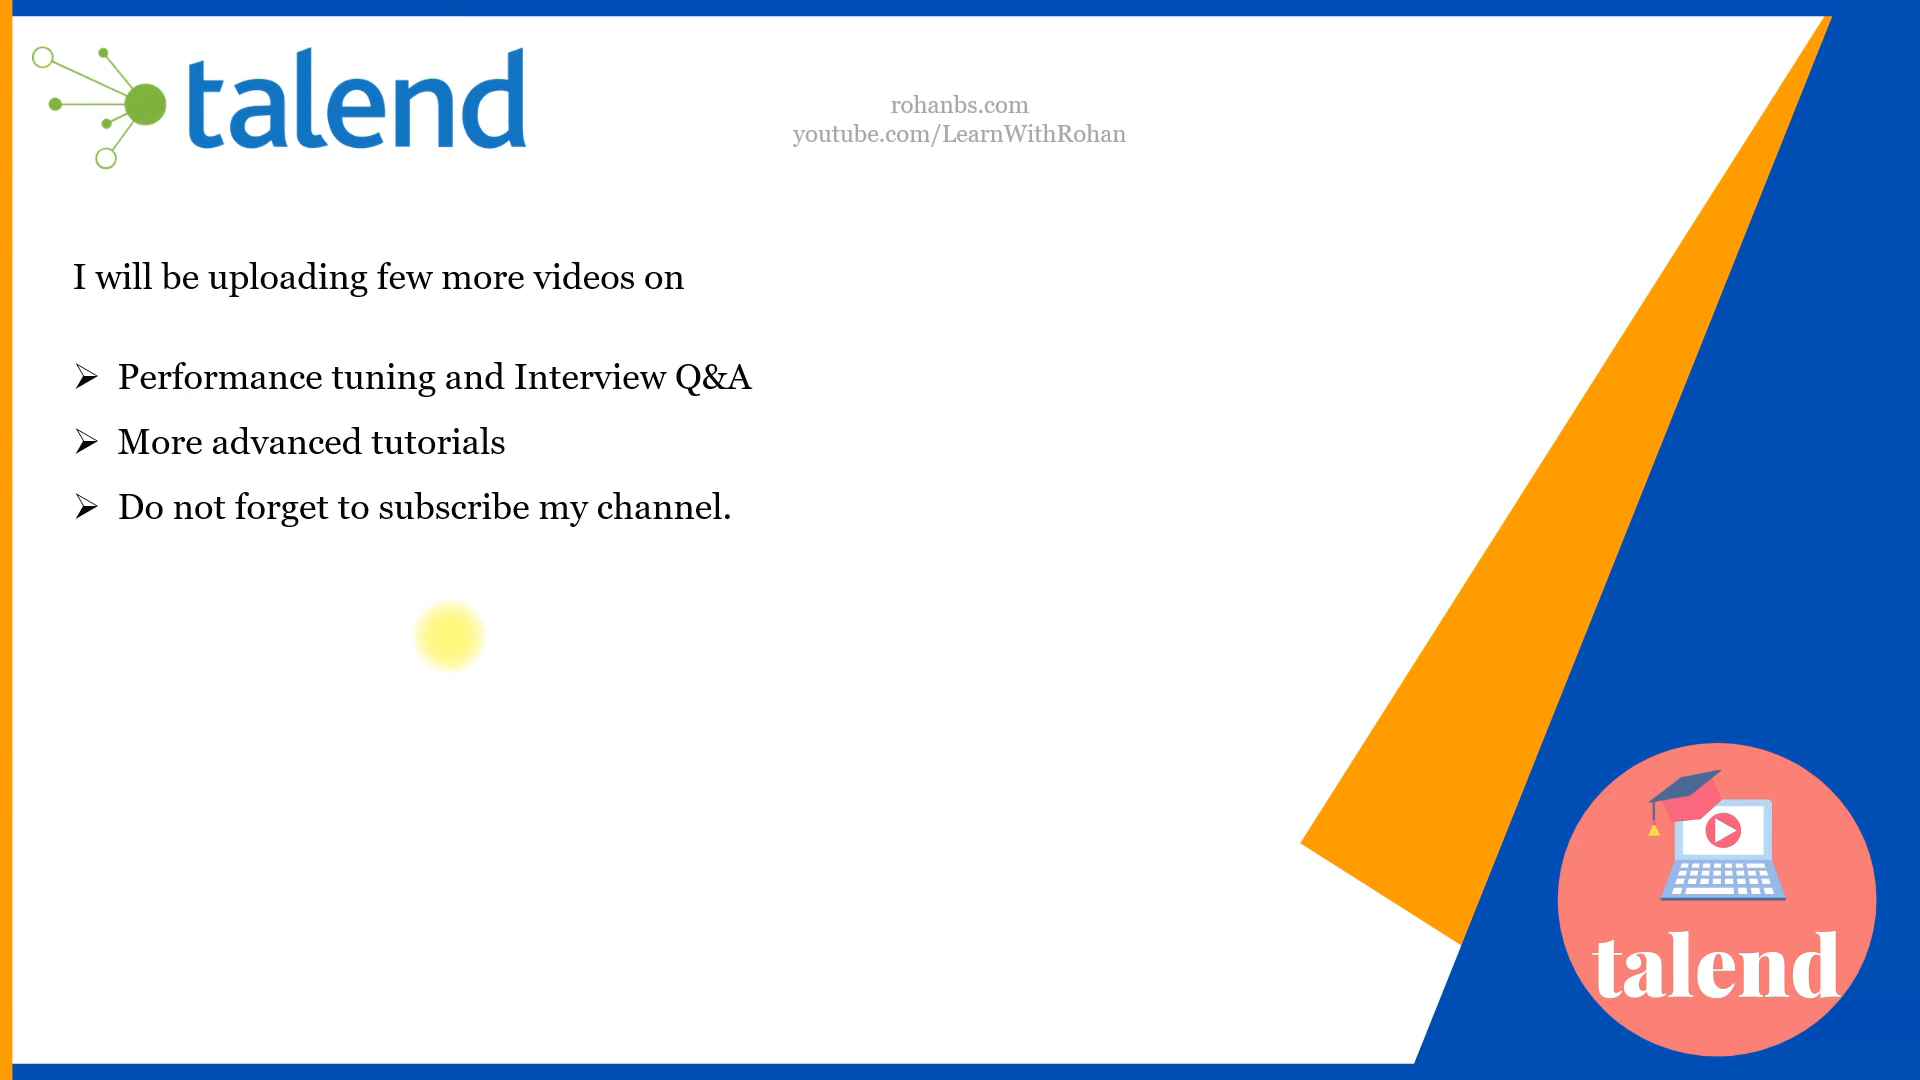 talend
rohanbs.com
youtube.com/LearnWithRohan
I will be uploading few more videos on
➢ Performance tuning and Interview Q&A
➢ More advanced tutorials
➢ Do not forget to subscribe my channel.
talend